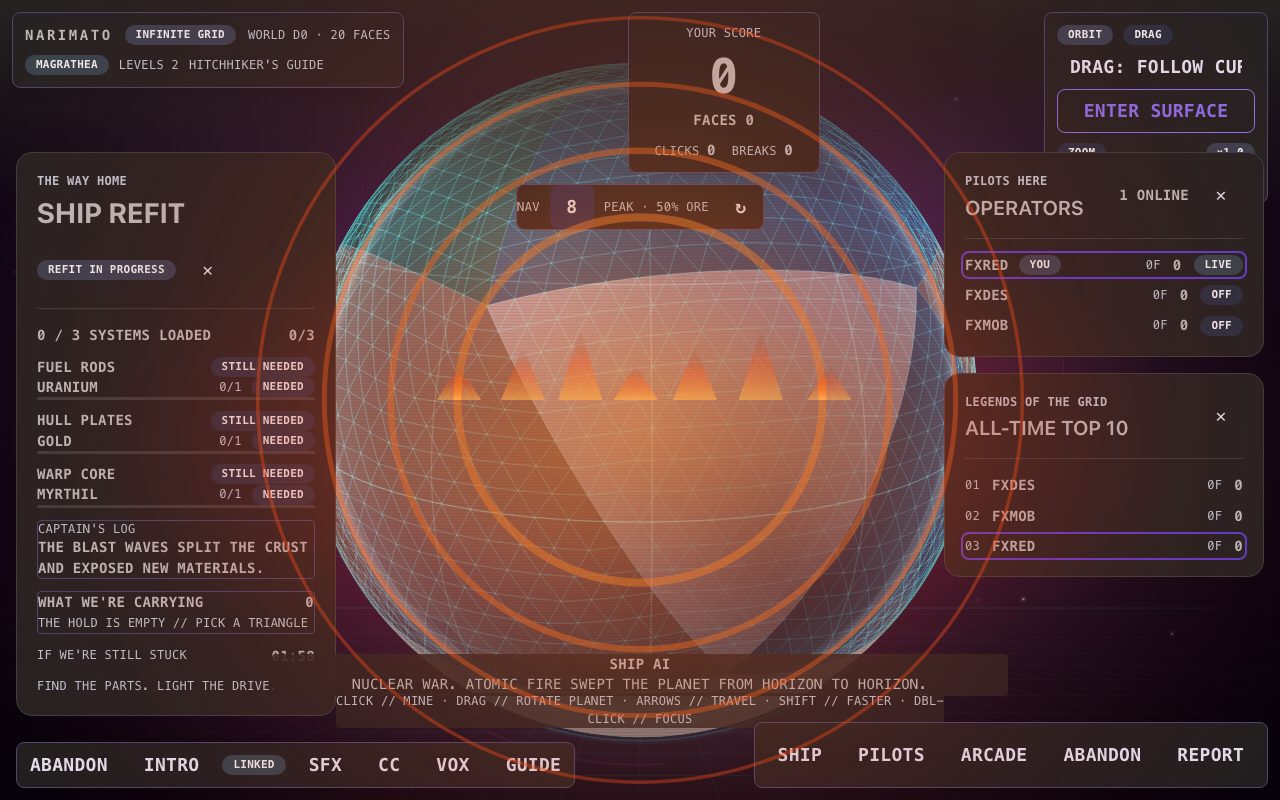 NARIMATO INFINITE GRID WORLD D0 · 20 FACES
MAGRATHEA LEVELS 2 HITCHHIKER'S GUIDE
YOUR SCORE
0
FACES 0
CLICKS 0 BREAKS 0
NAV 8 PEAK · 50% ORE ↻
ORBIT DRAG
DRAG: FOLLOW
ENTER SURFACE
THE WAY HOME
SHIP REFIT
REFIT IN PROGRESS ×
0 / 3 SYSTEMS LOADED 0/3
FUEL RODS STILL NEEDED
URANIUM 0/1 NEEDED
HULL PLATES STILL NEEDED
GOLD 0/1 NEEDED
WARP CORE STILL NEEDED
MYRTHIL 0/1 NEEDED
CAPTAIN'S LOG
THE BLAST WAVES SPLIT THE CRUST
AND EXPOSED NEW MATERIALS.
WHAT WE'RE CARRYING 0
THE HOLD IS EMPTY // PICK A TRIANGLE
IF WE'RE STILL STUCK 01:58
FIND THE PARTS. LIGHT THE DRIVE.
PILOTS HERE
OPERATORS 1 ONLINE ×
FXRED YOU 0F 0 LIVE
FXDES 0F 0 OFF
FXMOB 0F 0 OFF
LEGENDS OF THE GRID
ALL-TIME TOP 10 ×
01 FXDES 0F 0
02 FXMOB 0F 0
03 FXRED 0F 0
SHIP AI
NUCLEAR WAR. ATOMIC FIRE SWEPT THE PLANET FROM HORIZON TO HORIZON.
CLICK // MINE · DRAG // ROTATE PLANET · ARROWS // TRAVEL · SHIFT // FASTER · DBL-
CLICK // FOCUS
ABANDON INTRO LINKED SFX CC VOX GUIDE
SHIP PILOTS ARCADE ABANDON REPORT